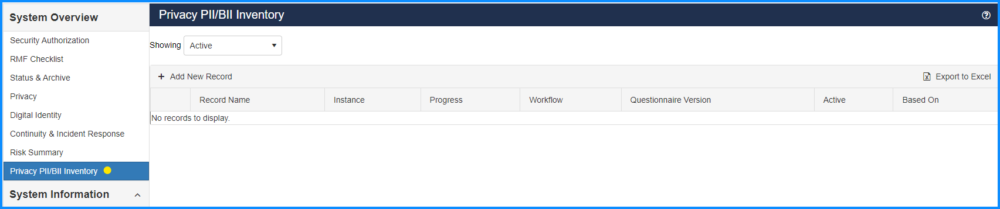 System Overview
Security Authorization
RMF Checklist
Status & Archive
Privacy
Digital Identity
Continuity & Incident Response
Risk Summary
Privacy PII/BII Inventory
System Information
Privacy PII/BII Inventory
Showing Active
+ Add New Record Export to Excel
Record Name Instance Progress Workflow Questionnaire Version Active Based On
No records to display.